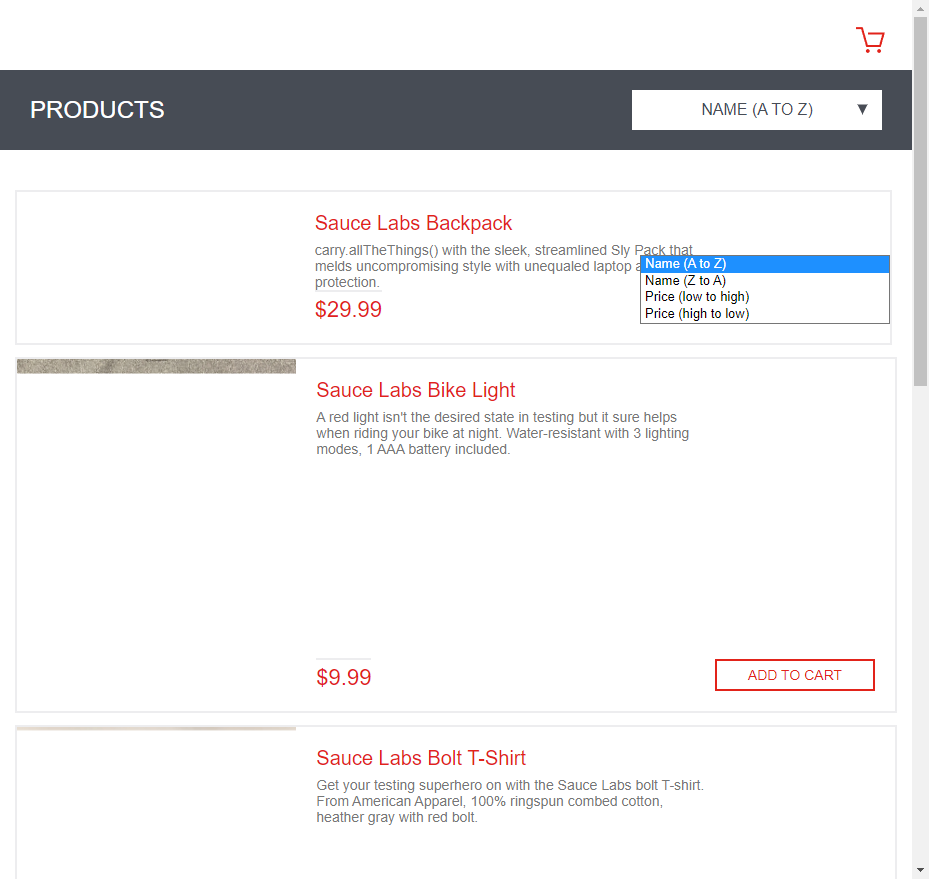 PRODUCTS
NAME (A TO Z)
Sauce Labs Backpack
carry.allTheThings() with the sleek, streamlined Sly Pack that
melds uncompromising style with unequaled laptop
protection.
$29.99
Name (A to Z)
Name (Z to A)
Price (low to high)
Price (high to low)
Sauce Labs Bike Light
A red light isn't the desired state in testing but it sure helps
when riding your bike at night. Water-resistant with 3 lighting
modes, 1 AAA battery included.
$9.99
ADD TO CART
Sauce Labs Bolt T-Shirt
Get your testing superhero on with the Sauce Labs bolt T-shirt.
From American Apparel, 100% ringspun combed cotton,
heather gray with red bolt.